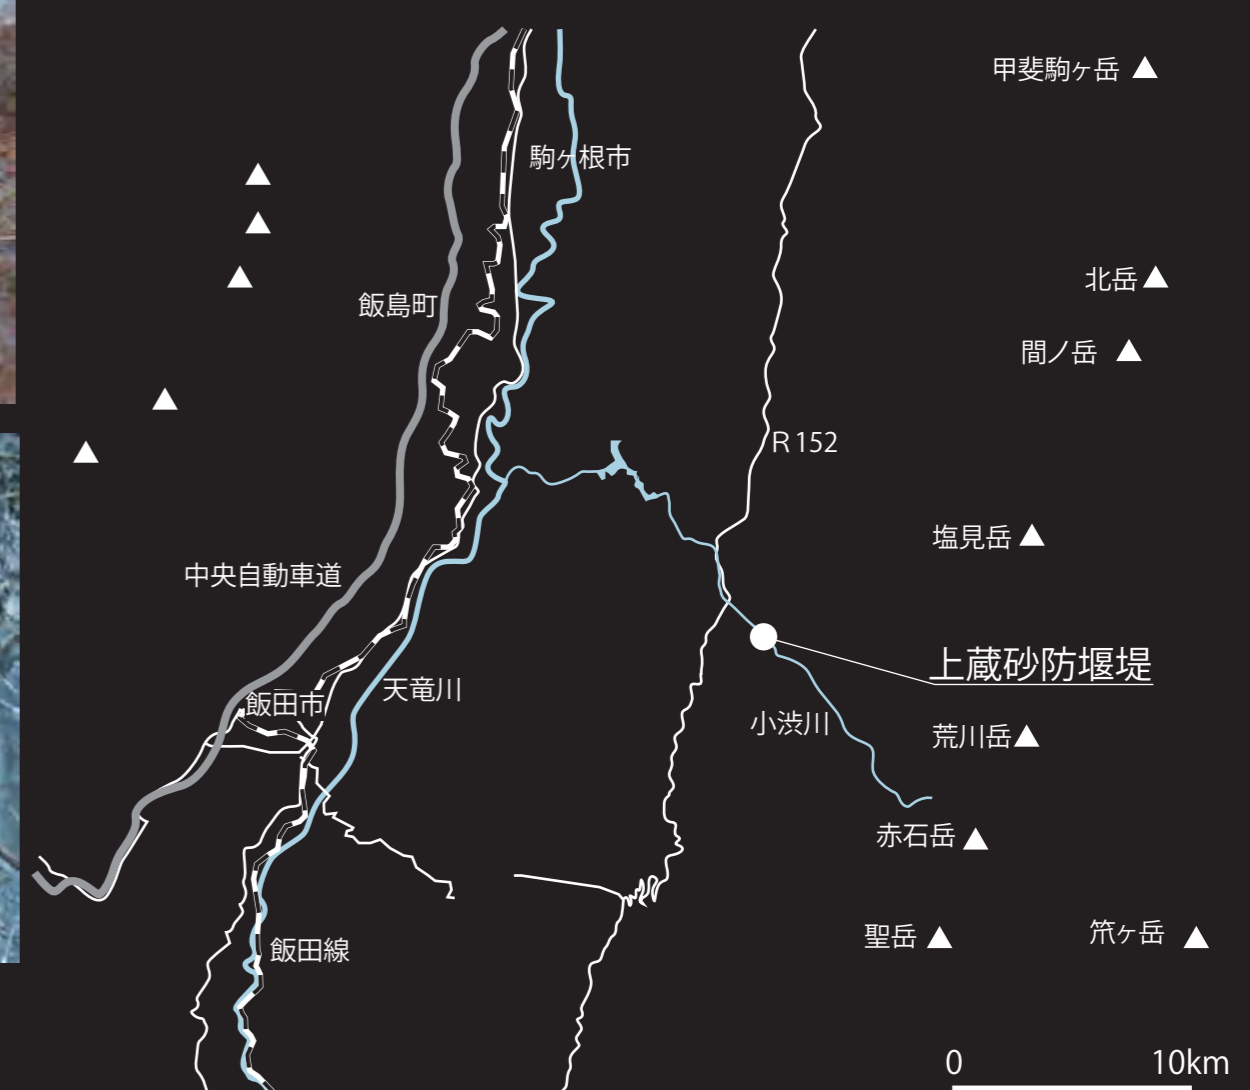 甲斐駒ヶ岳
駒ヶ根市
北岳
飯島町
間ノ岳
R 152
塩見岳
中央自動車道
上蔵砂防堰堤
天竜川
飯田市
小渋川
荒川岳
赤石岳
笊ヶ岳
聖岳
飯田線
0 10km